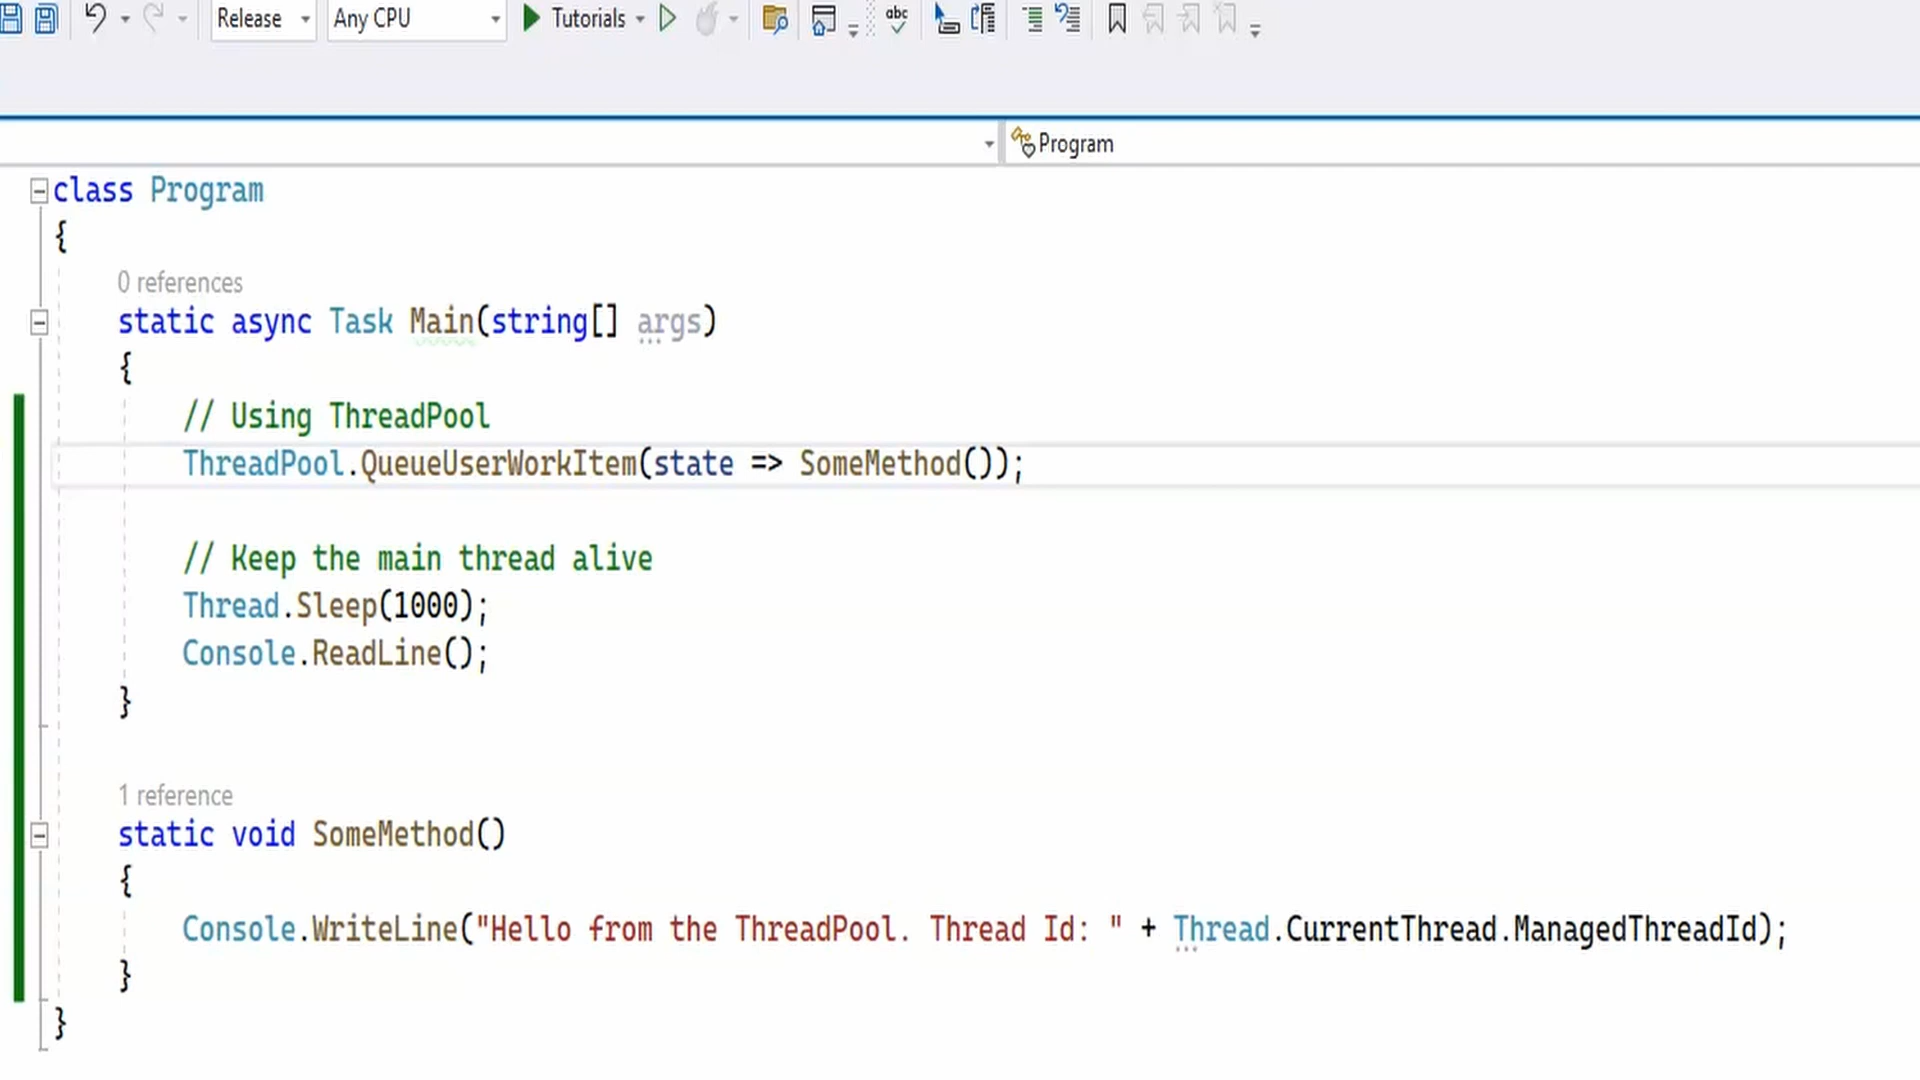 Release Any CPU Tutorials abc
Program
class Program
{
0 references
static async Task Main(string[] args)
{
// Using ThreadPool
ThreadPool.QueueUserWorkItem(state => SomeMethod());
// Keep the main thread alive
Thread.Sleep(1000);
Console.ReadLine();
}
1 reference
static void SomeMethod()
{
Console.WriteLine("Hello from the ThreadPool. Thread Id: " + Thread.CurrentThread.ManagedThreadId);
}
}